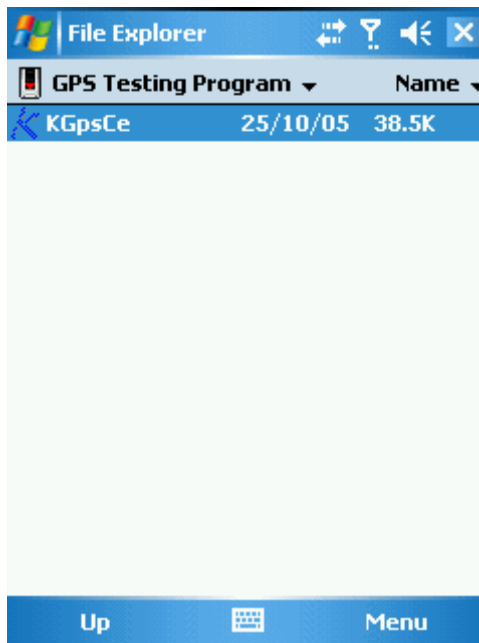 File Explorer
GPS Testing Program Name
KGpsCe 25/10/05 38.5K
Up Menu